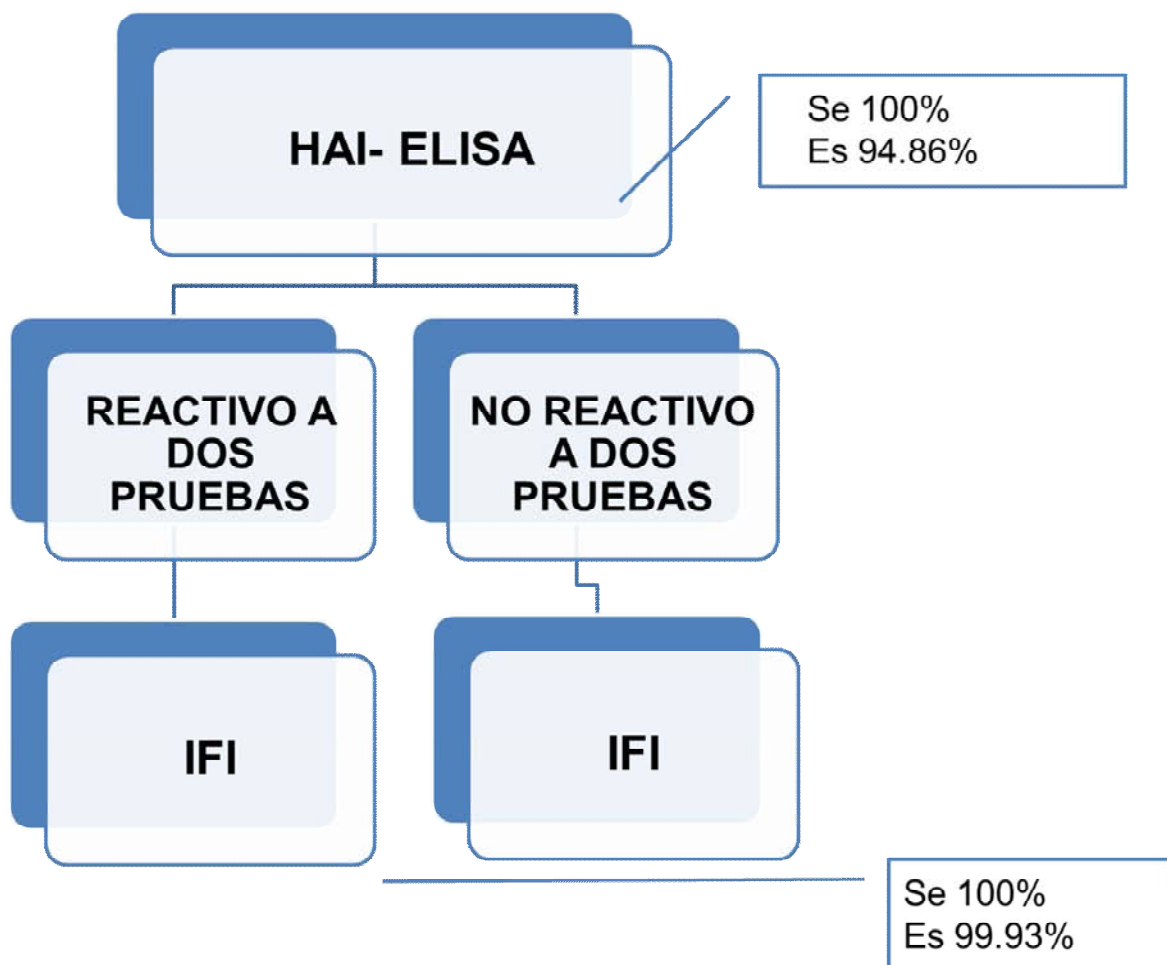 HAI- ELISA
Se 100%
Es 94.86%
REACTIVO A
DOS
PRUEBAS
NO REACTIVO
A DOS
PRUEBAS
IFI
IFI
Se 100%
Es 99.93%